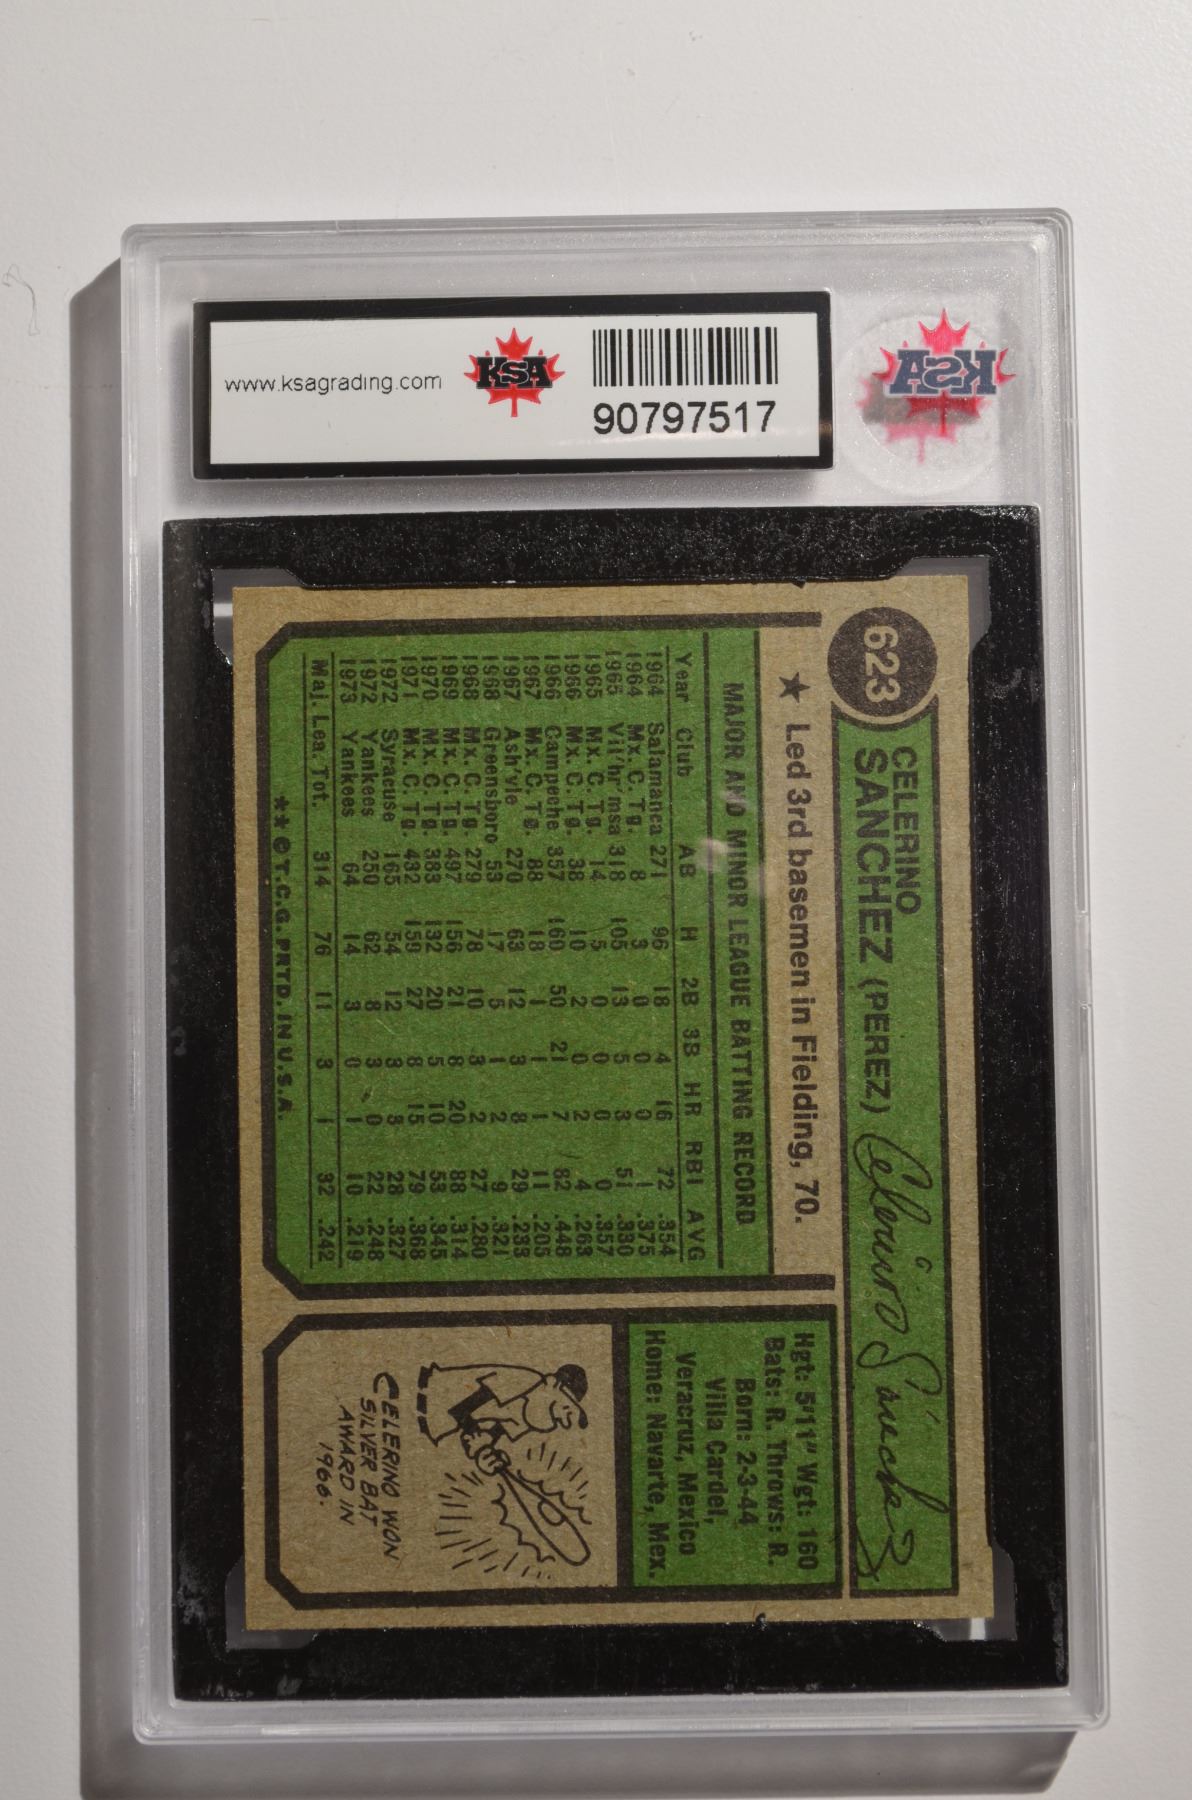 www.ksagrading.com
KSA
90797517
KSA
623
CELERINO
SANCHEZ (PEREZ)
Celerino Sanchez
★ Led 3rd basemen in Fielding, 70.
MAJOR AND MINOR LEAGUE BATTING RECORD
Year Club AB H 2B 3B HR RBI AVG
1964 Salamanca 271 96 18 4 16 72 .354
1964 Mx. C. Tg. 8 3 0 0 0 1 .375
1965 Vil'hr'msa 318 105 13 5 3 51 .330
1965 Mx. C. Tg. 14 5 0 0 0 0 .357
1966 Mx. C. Tg. 38 10 2 0 2 4 .263
1966 Campeche 357 160 50 21 7 82 .448
1967 Mx. C. Tg. 88 18 1 1 1 11 .205
1967 Ash'vle 270 63 12 3 8 29 .233
1968 Greensboro 53 17 5 1 2 9 .321
1968 Mx. C. Tg. 279 78 10 3 2 27 .280
1969 Mx. C. Tg. 497 156 21 8 20 88 .314
1970 Mx. C. Tg. 383 132 20 5 10 53 .345
1971 Mx. C. Tg. 432 159 27 8 15 79 .368
1972 Syracuse 165 54 12 3 3 28 .327
1972 Yankees 250 62 8 3 0 22 .248
1973 Yankees 64 14 3 0 1 10 .219
Maj. Lea. Tot. 314 76 11 3 1 32 .242
**©T.C.G. PRTD. IN U.S.A.
Hgt: 5'11" Wgt: 160
Bats: R. Throws: R.
Born: 2-3-44
Villa Cardel,
Veracruz, Mexico
Home: Navarte, Mex.
CELERINO WON
SILVER BAT
AWARD IN
1966.